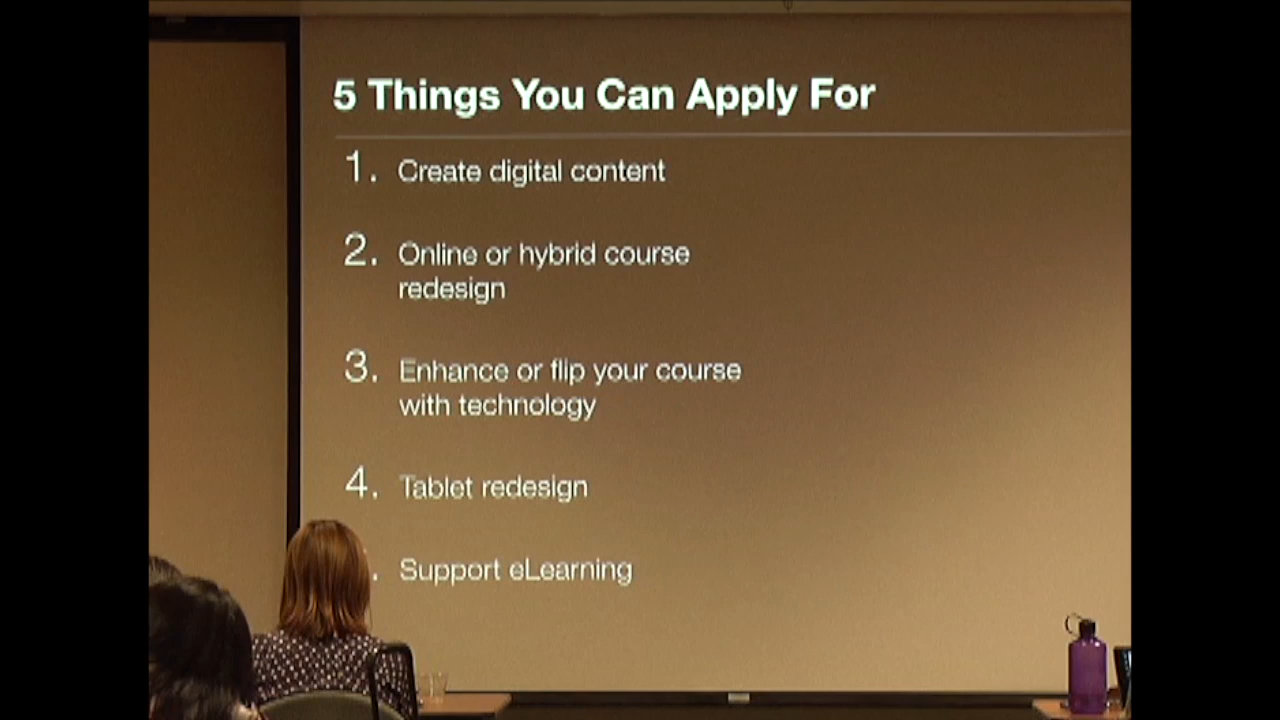 5 Things You Can Apply For
1. Create digital content
2. Online or hybrid course
redesign
3. Enhance or flip your course
with technology
4. Tablet redesign
. Support eLearning